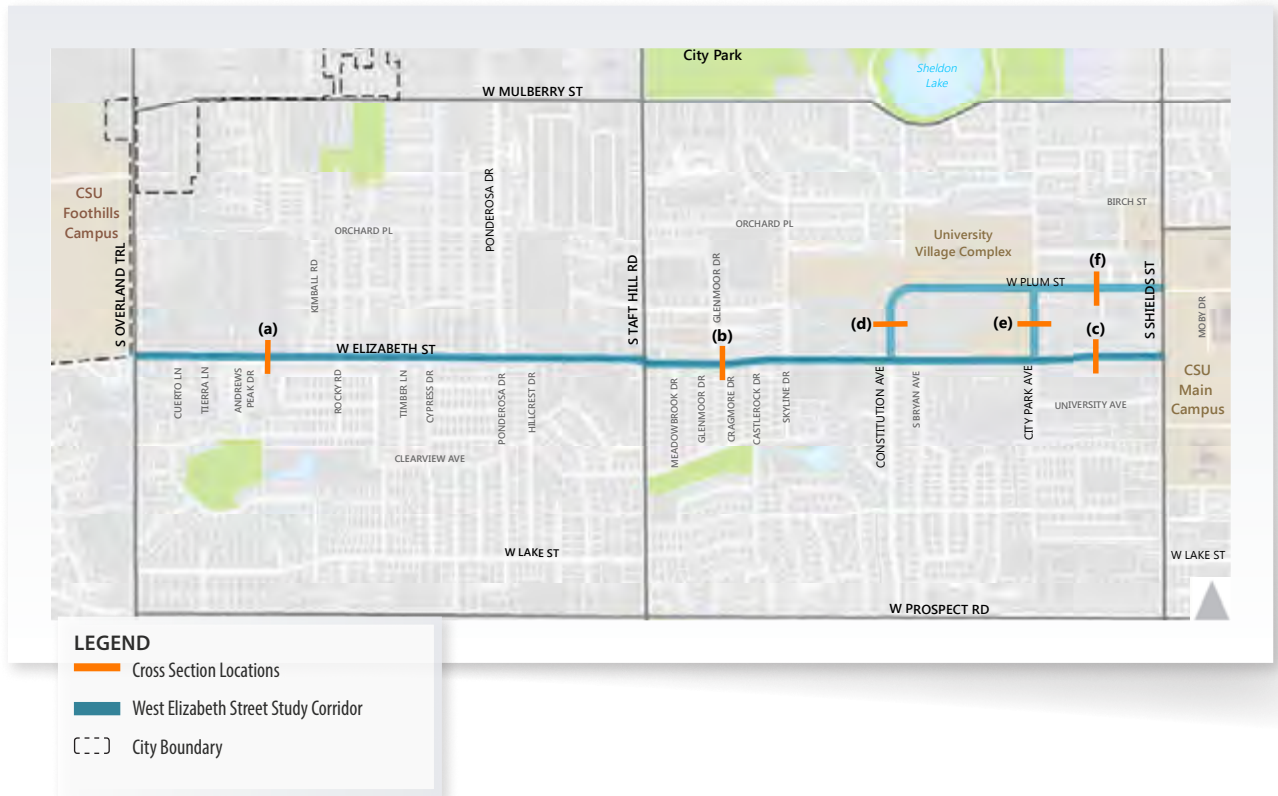 City Park
Sheldon
Lake
W MULBERRY ST
CSU
Foothills
Campus
S OVERLAND TRL
PONDEROSA DR
ORCHARD PL
KIMBALL RD
S TAFT HILL RD
GLENMOOR DR
ORCHARD PL
University
Village Complex
BIRCH ST
W PLUM ST
(f)
S SHIELDS ST
MOBY DR
(a)
W ELIZABETH ST
(b)
(d)
(e)
(c)
CUERTO LN
TIERRA LN
ANDREWS
PEAK DR
ROCKY RD
TIMBER LN
CYPRESS DR
PONDEROSA DR
HILLCREST DR
MEADOWBROOK DR
GLENMOOR DR
CRAGMORE DR
CASTLEROCK DR
SKYLINE DR
CONSTITUTION AVE
S BRYAN AVE
CITY PARK AVE
UNIVERSITY AVE
CSU
Main
Campus
CLEARVIEW AVE
W LAKE ST
W LAKE ST
W PROSPECT RD
LEGEND
Cross Section Locations
West Elizabeth Street Study Corridor
City Boundary